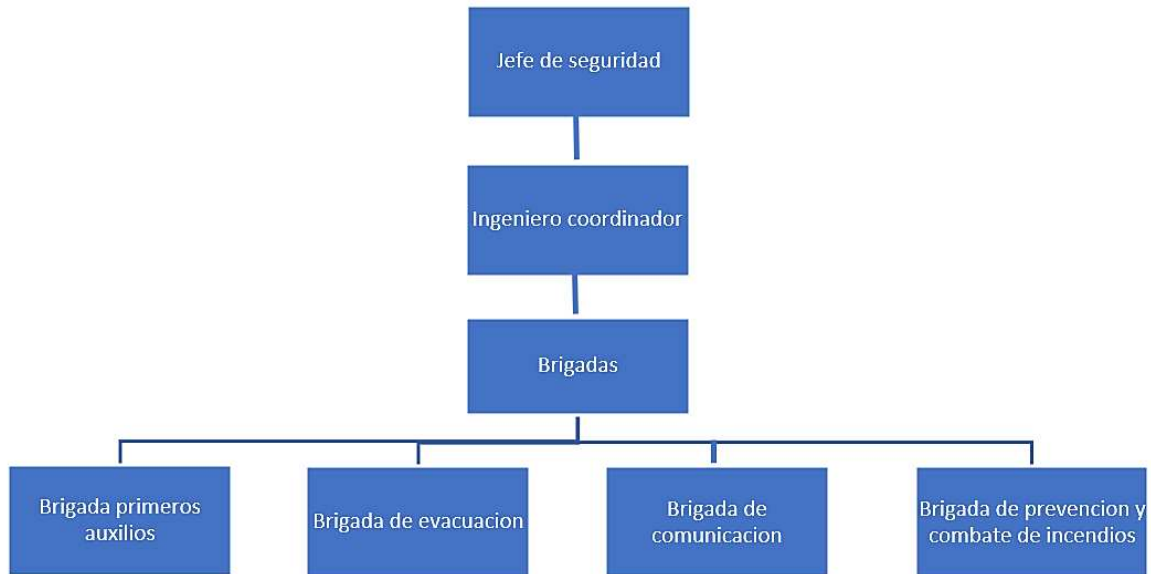 Jefe de seguridad
Ingeniero coordinador
Brigadas
Brigada primeros
auxilios
Brigada de evacuacion
Brigada de
comunicacion
Brigada de prevencion y
combate de incendios